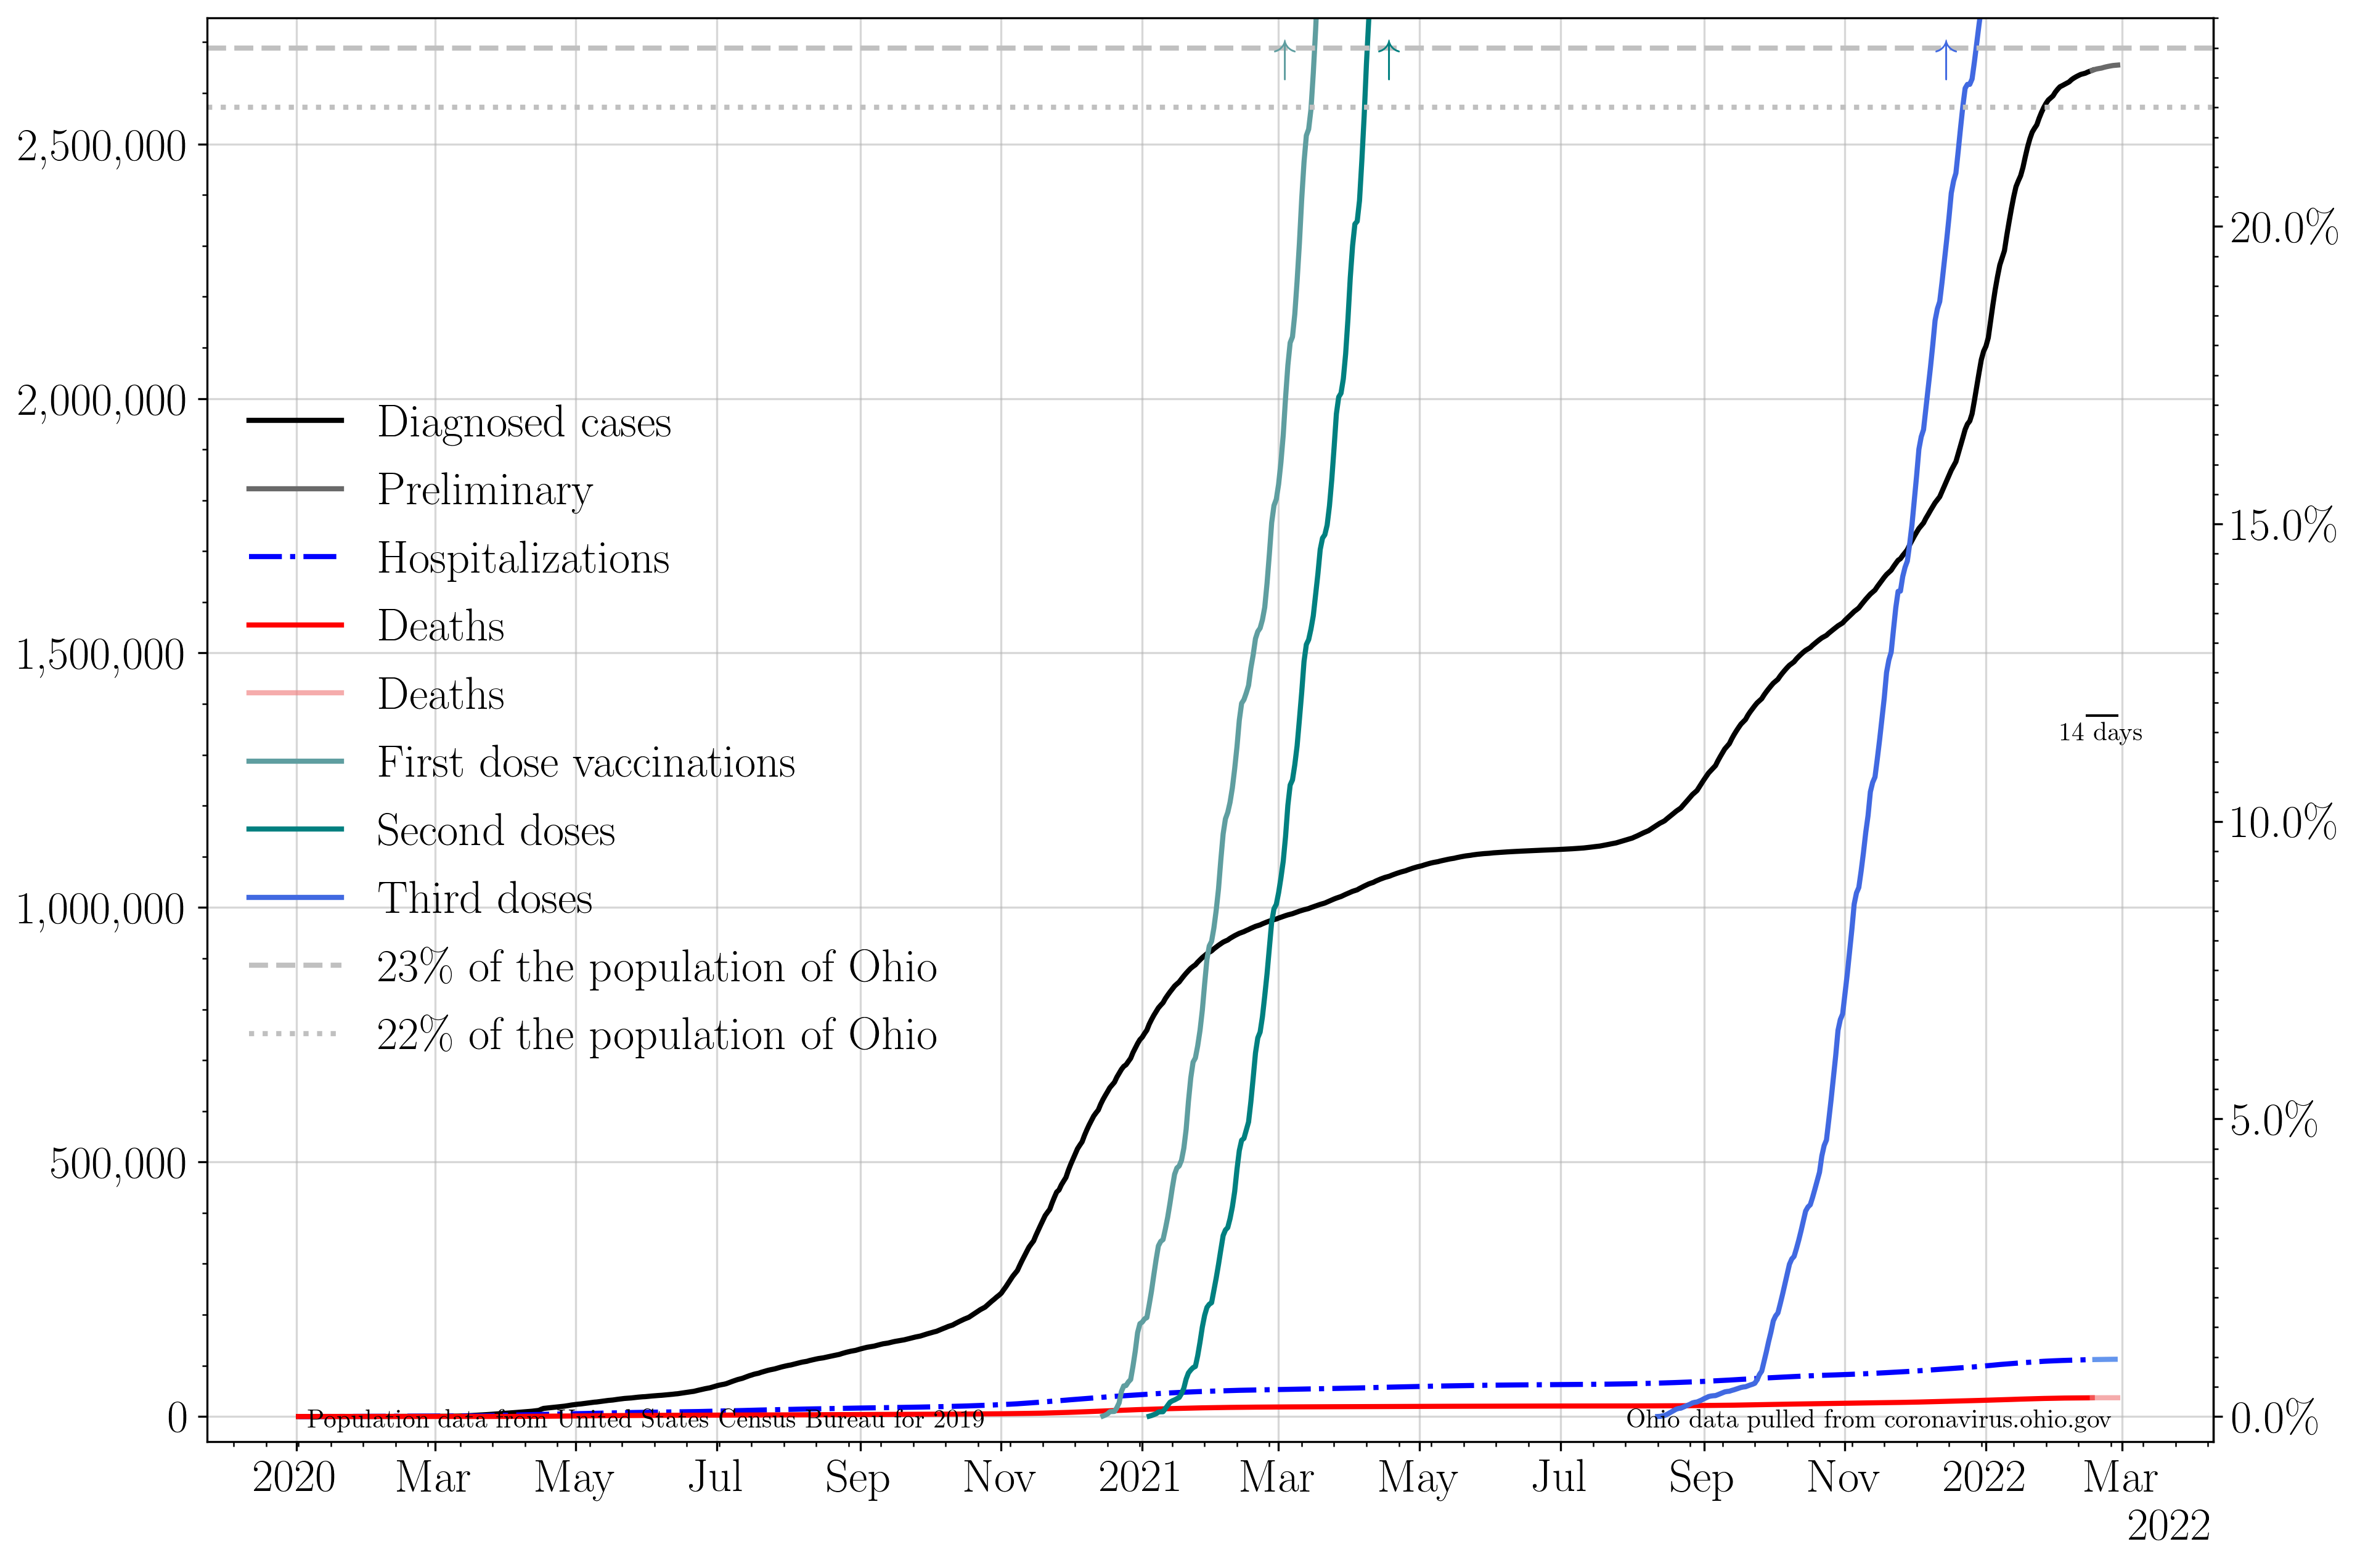 2,500,000
2,000,000
1,500,000
1,000,000
500,000
0
Diagnosed cases
Preliminary
Hospitalizations
Deaths
Deaths
First dose vaccinations
Second doses
Third doses
23% of the population of Ohio
22% of the population of Ohio
14 days
20.0%
15.0%
10.0%
5.0%
0.0%
Population data from United States Census Bureau for 2019
Ohio data pulled from coronavirus.ohio.gov
2020 Mar May Jul Sep Nov 2021 Mar May Jul Sep Nov 2022 Mar
2022